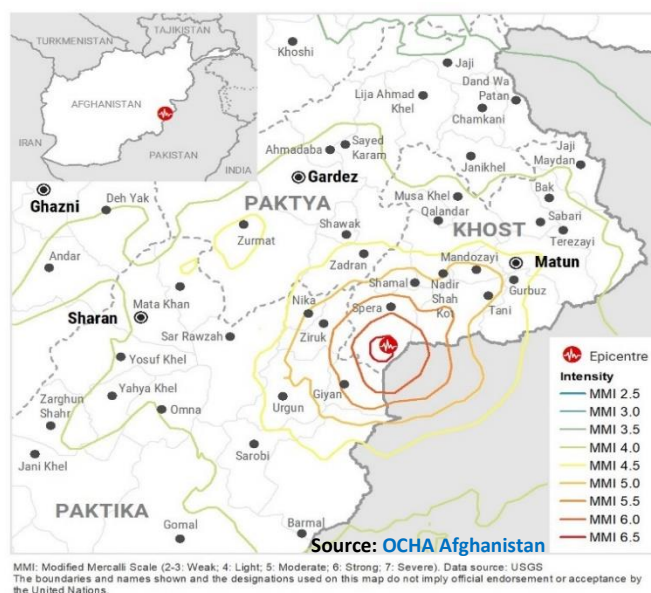 TURKMENISTAN
TAJIKISTAN
AFGHANISTAN
IRAN
PAKISTAN
INDIA
Khoshi
Jaji
Dand Wa
Patan
Lija Ahmad
Khel
Chamkani
Sayed
Karam
Ahmadaba
Jaji
Maydan
Janikhel
Gardez
Ghazni
Deh Yak
PAKTYA
Musa Khel
Qalandar
Bak
Sabari
KHOST
Terezayi
Zurmat
Shawak
Andar
Zadran
Mandozayi
Matun
Shamal
Nadir
Shah
Kot
Gurbuz
Mata Khan
Nika
Spera
Tani
Sharan
Ziruk
Sar Rawzah
Yosuf Khel
Giyan
Yahya Khel
Zarghun
Shahr
Omna
Urgun
Jani Khel
Sarobi
PAKTIKA
Gomal
Barmal
Epicentre
Intensity
MMI 2.5
MMI 3.0
MMI 3.5
MMI 4.0
MMI 4.5
MMI 5.0
MMI 5.5
MMI 6.0
MMI 6.5
Source: OCHA Afghanistan
MMI: Modified Mercalli Scale (2-3: Weak; 4: Light; 5: Moderate; 6: Strong; 7: Severe). Data source: USGS
The boundaries and names shown and the designations used on this map do not imply official endorsement or acceptance by
the United Nations.